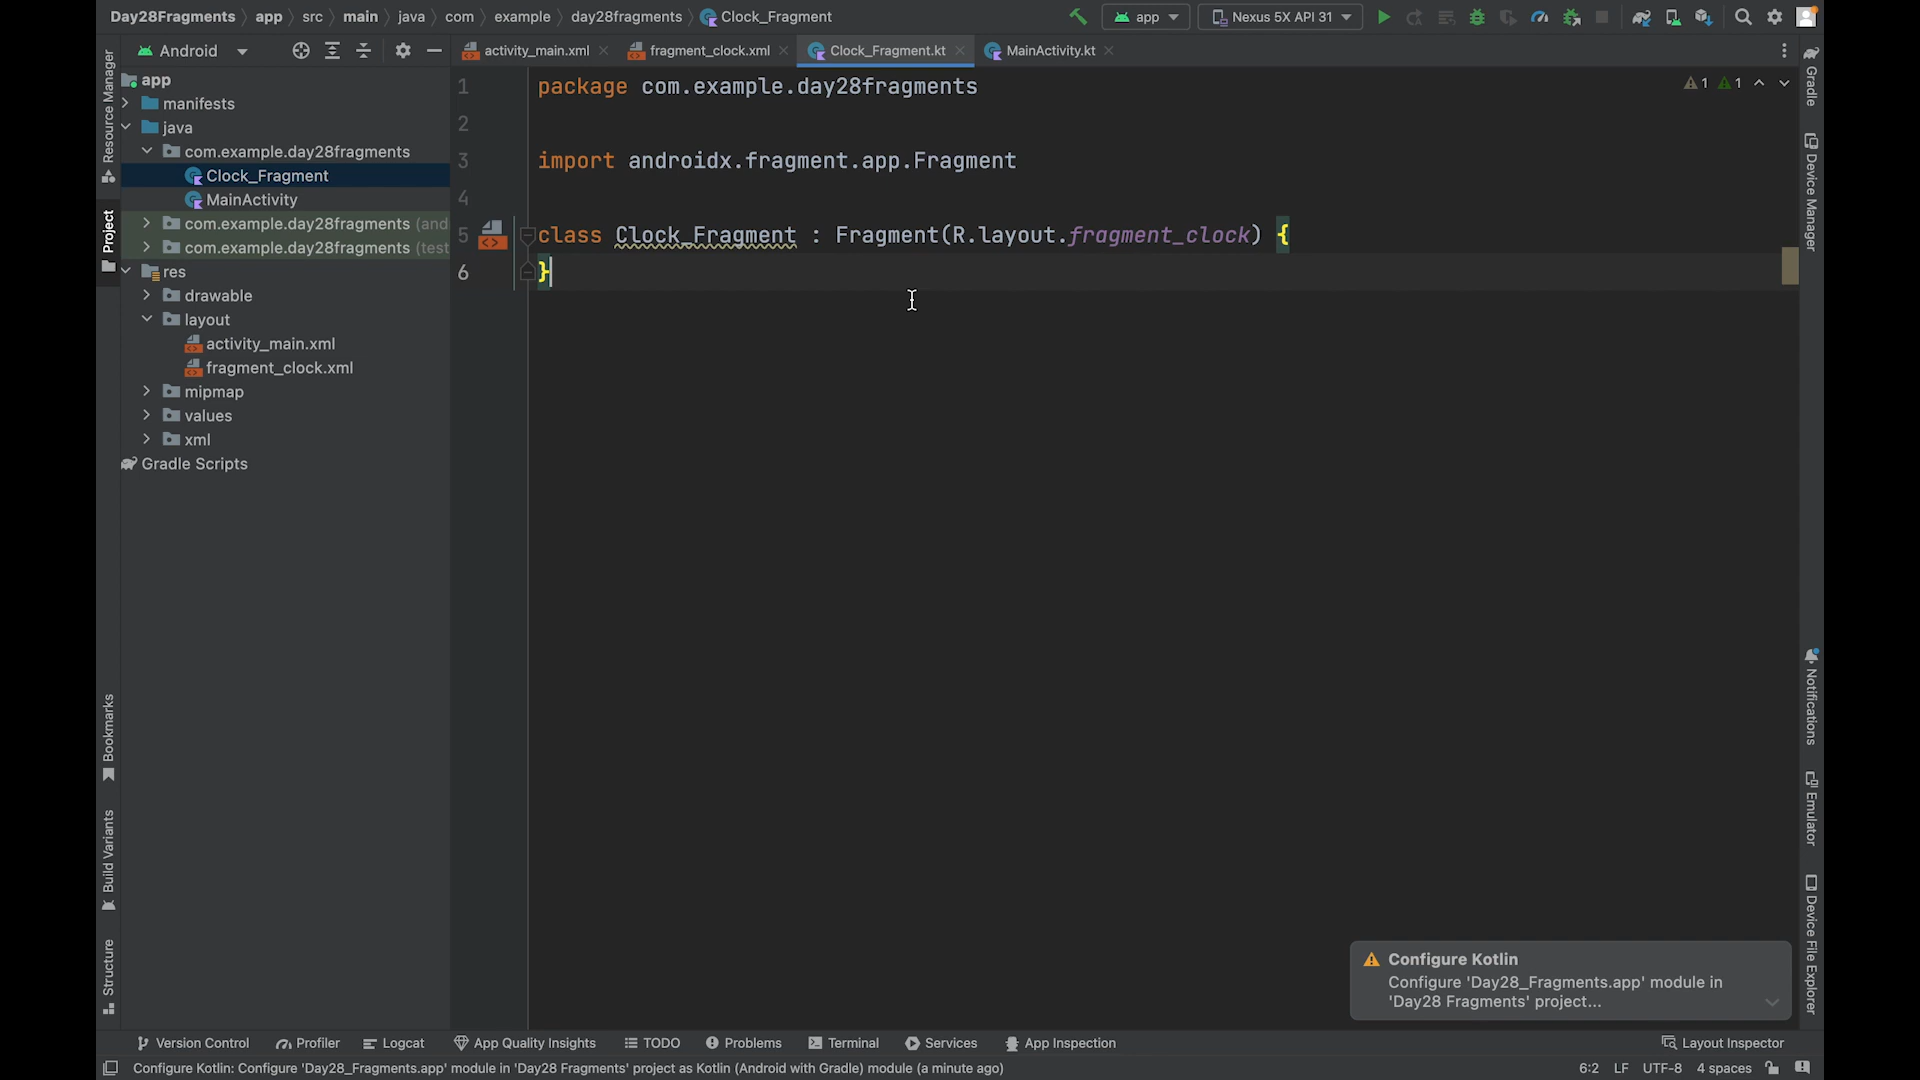 Day28Fragments app src main java com example day28fragments Clock_Fragment
app
Nexus 5X API 31
Android
activity_main.xml
fragment_clock.xml
Clock_Fragment.kt
MainActivity.kt
Resource Manager
Project
Bookmarks
Build Variants
Structure
app
manifests
java
com.example.day28fragments
Clock_Fragment
MainActivity
com.example.day28fragments (and
com.example.day28fragments (test
res
drawable
layout
activity_main.xml
fragment_clock.xml
mipmap
values
xml
Gradle Scripts
1 package com.example.day28fragments
2
3 import androidx.fragment.app.Fragment
4
5 class Clock_Fragment : Fragment(R.layout.fragment_clock) {
6 }
1 1
Gradle
Device Manager
Notifications
Emulator
Device File Explorer
Configure Kotlin
Configure 'Day28_Fragments.app' module in
'Day28 Fragments' project...
Version Control Profiler Logcat App Quality Insights TODO Problems Terminal Services App Inspection Layout Inspector
Configure Kotlin: Configure 'Day28_Fragments.app' module in 'Day28 Fragments' project as Kotlin (Android with Gradle) module (a minute ago)
6:2 LF UTF-8 4 spaces